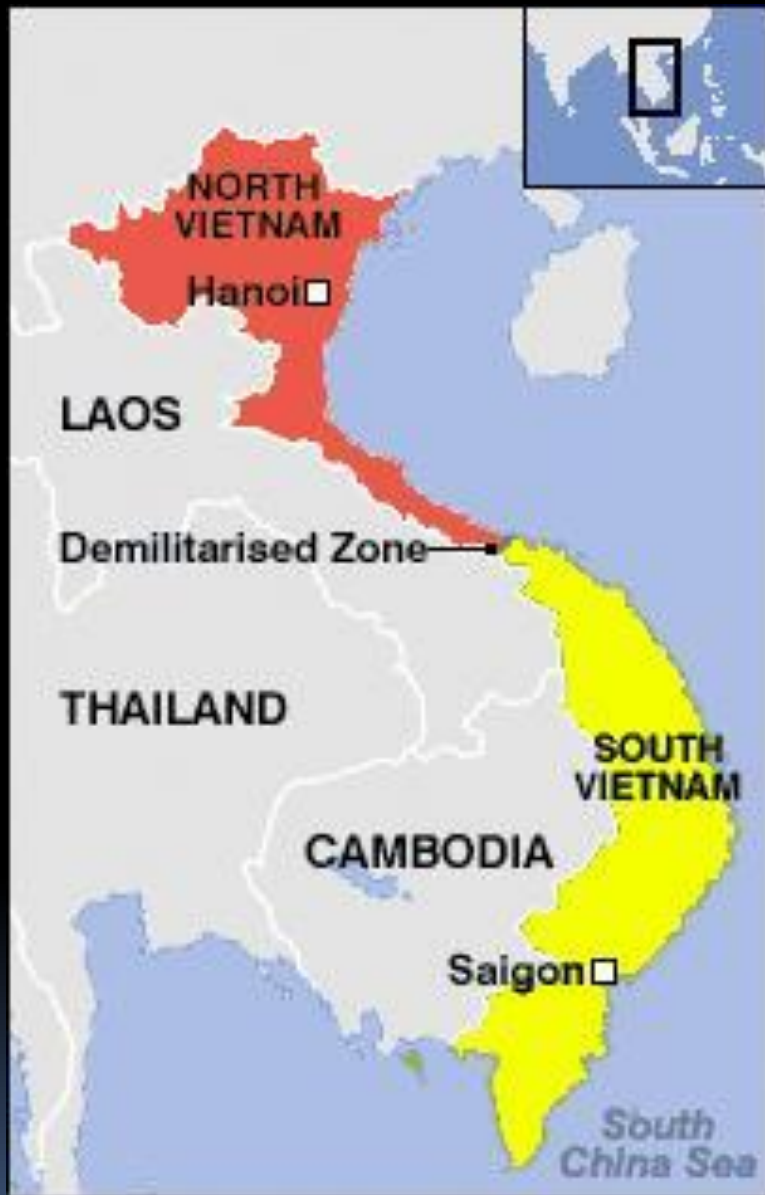 NORTH
VIETNAM
Hanoi
LAOS
Demilitarised Zone
THAILAND
SOUTH
VIETNAM
CAMBODIA
Saigon
South
China Sea